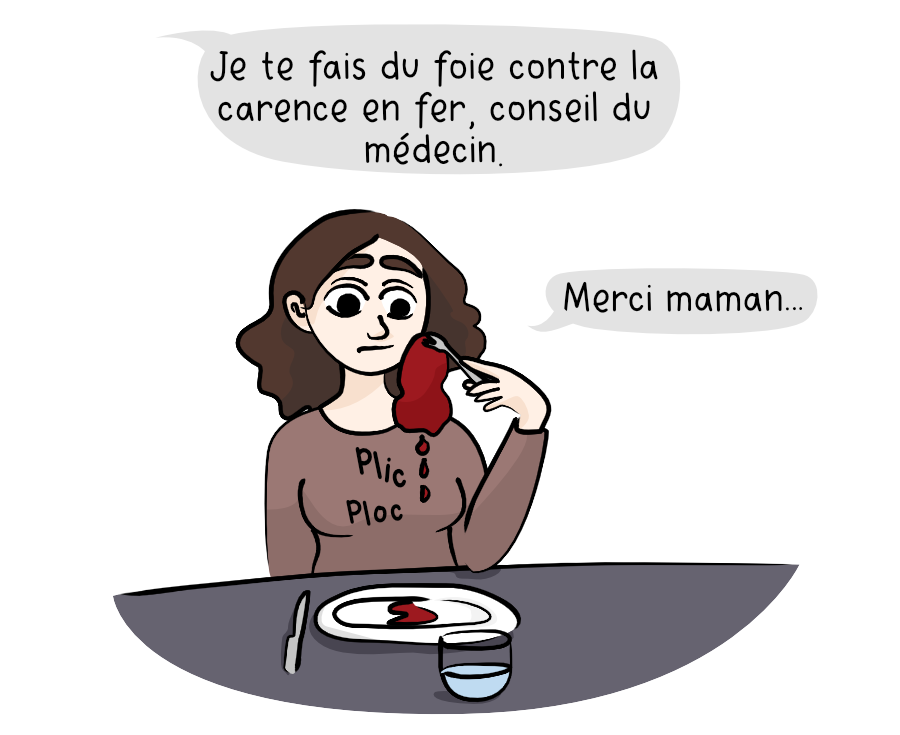 Je te fais du foie contre la
carence en fer, conseil du
médecin.
Merci maman...
Plic
Ploc